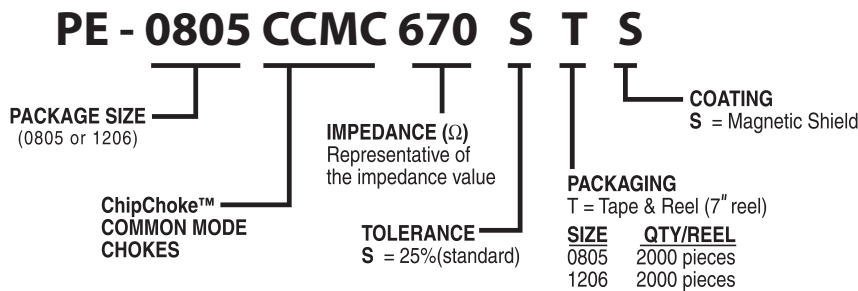 PE - 0805 CCMC 670 S T S
PACKAGE SIZE
(0805 or 1206)
ChipChoke™
COMMON MODE
CHOKES
IMPEDANCE (Ω)
Representative of
the impedance value
TOLERANCE
S = 25%(standard)
PACKAGING
T = Tape & Reel (7" reel)
SIZE QTY/REEL
0805 2000 pieces
1206 2000 pieces
COATING
S = Magnetic Shield